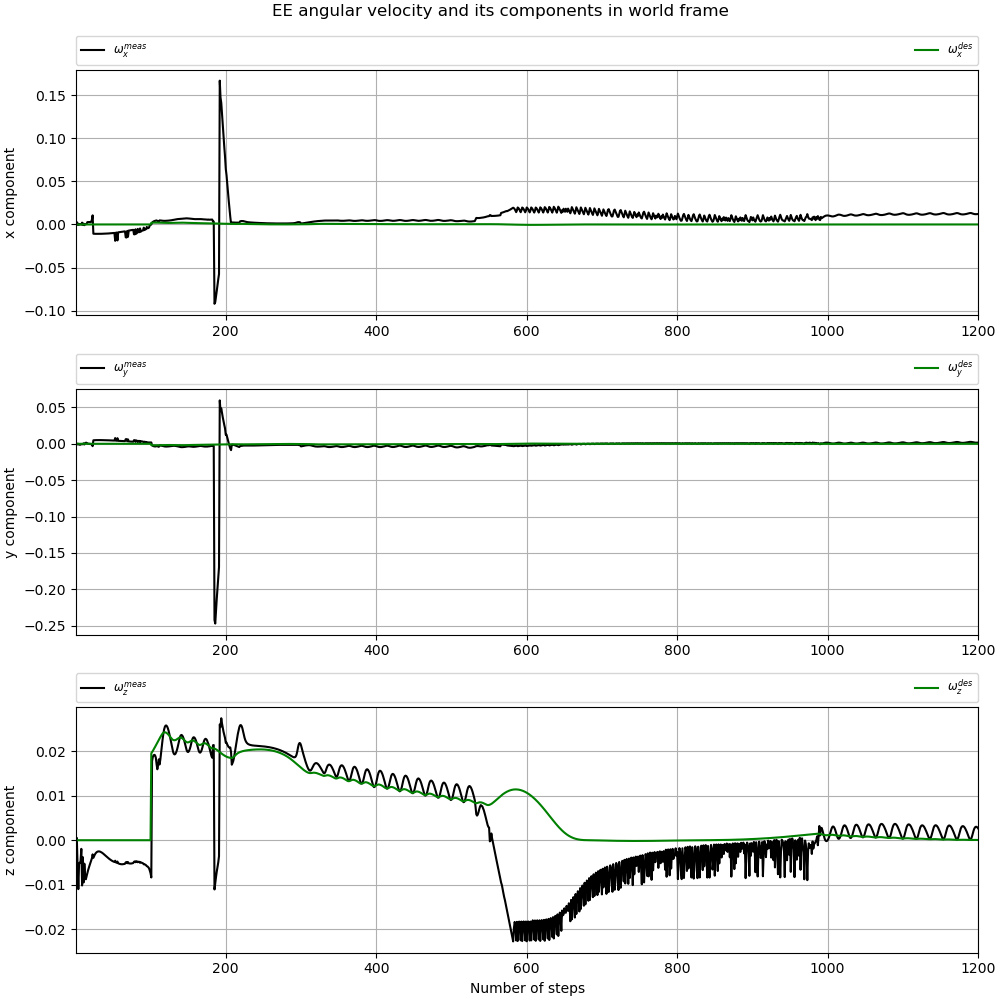 EE angular velocity and its components in world frame
ω_x^meas ω_x^des
0.15
0.10
0.05
0.00
−0.05
−0.10
x component
200 400 600 800 1000 1200
ω_y^meas ω_y^des
0.05
0.00
−0.05
−0.10
−0.15
−0.20
−0.25
y component
200 400 600 800 1000 1200
ω_z^meas ω_z^des
0.02
0.01
0.00
−0.01
−0.02
z component
200 400 600 800 1000 1200
Number of steps